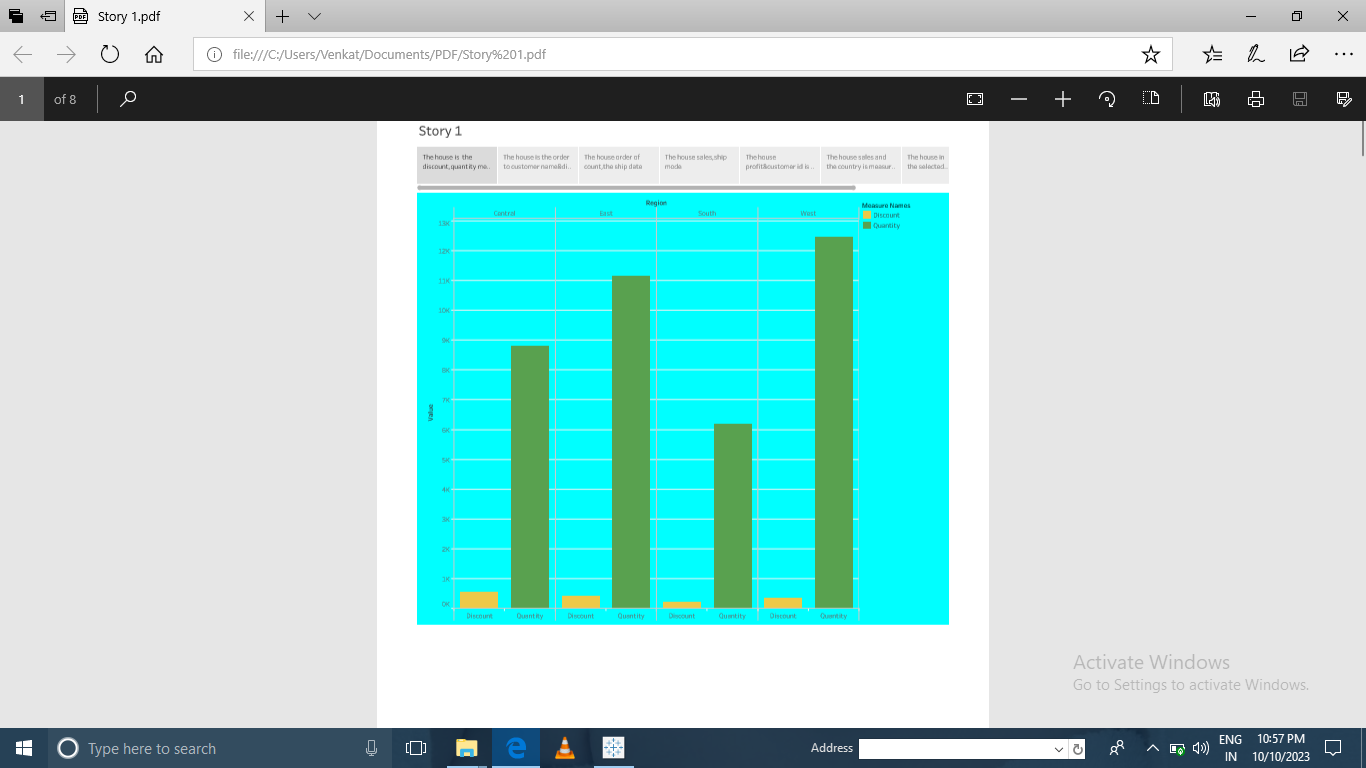 Story 1.pdf
file:///C:/Users/Venkat/Documents/PDF/Story%201.pdf
1 of 8
Story 1
The house is the
discount,quantity me..
The house is the order
to customer name&di..
The house order of
count,the ship date
The house sales,ship
mode
The house
profit&customer id is ..
The house sales and
the country is measur..
The house in
the selected..
Region
Central East South West
Measure Names
Discount
Quantity
13K
12K
11K
10K
9K
8K
7K
6K
5K
4K
3K
2K
1K
0K
Value
Discount Quantity Discount Quantity Discount Quantity Discount Quantity
Activate Windows
Go to Settings to activate Windows.
Type here to search
Address
ENG
IN
10:57 PM
10/10/2023